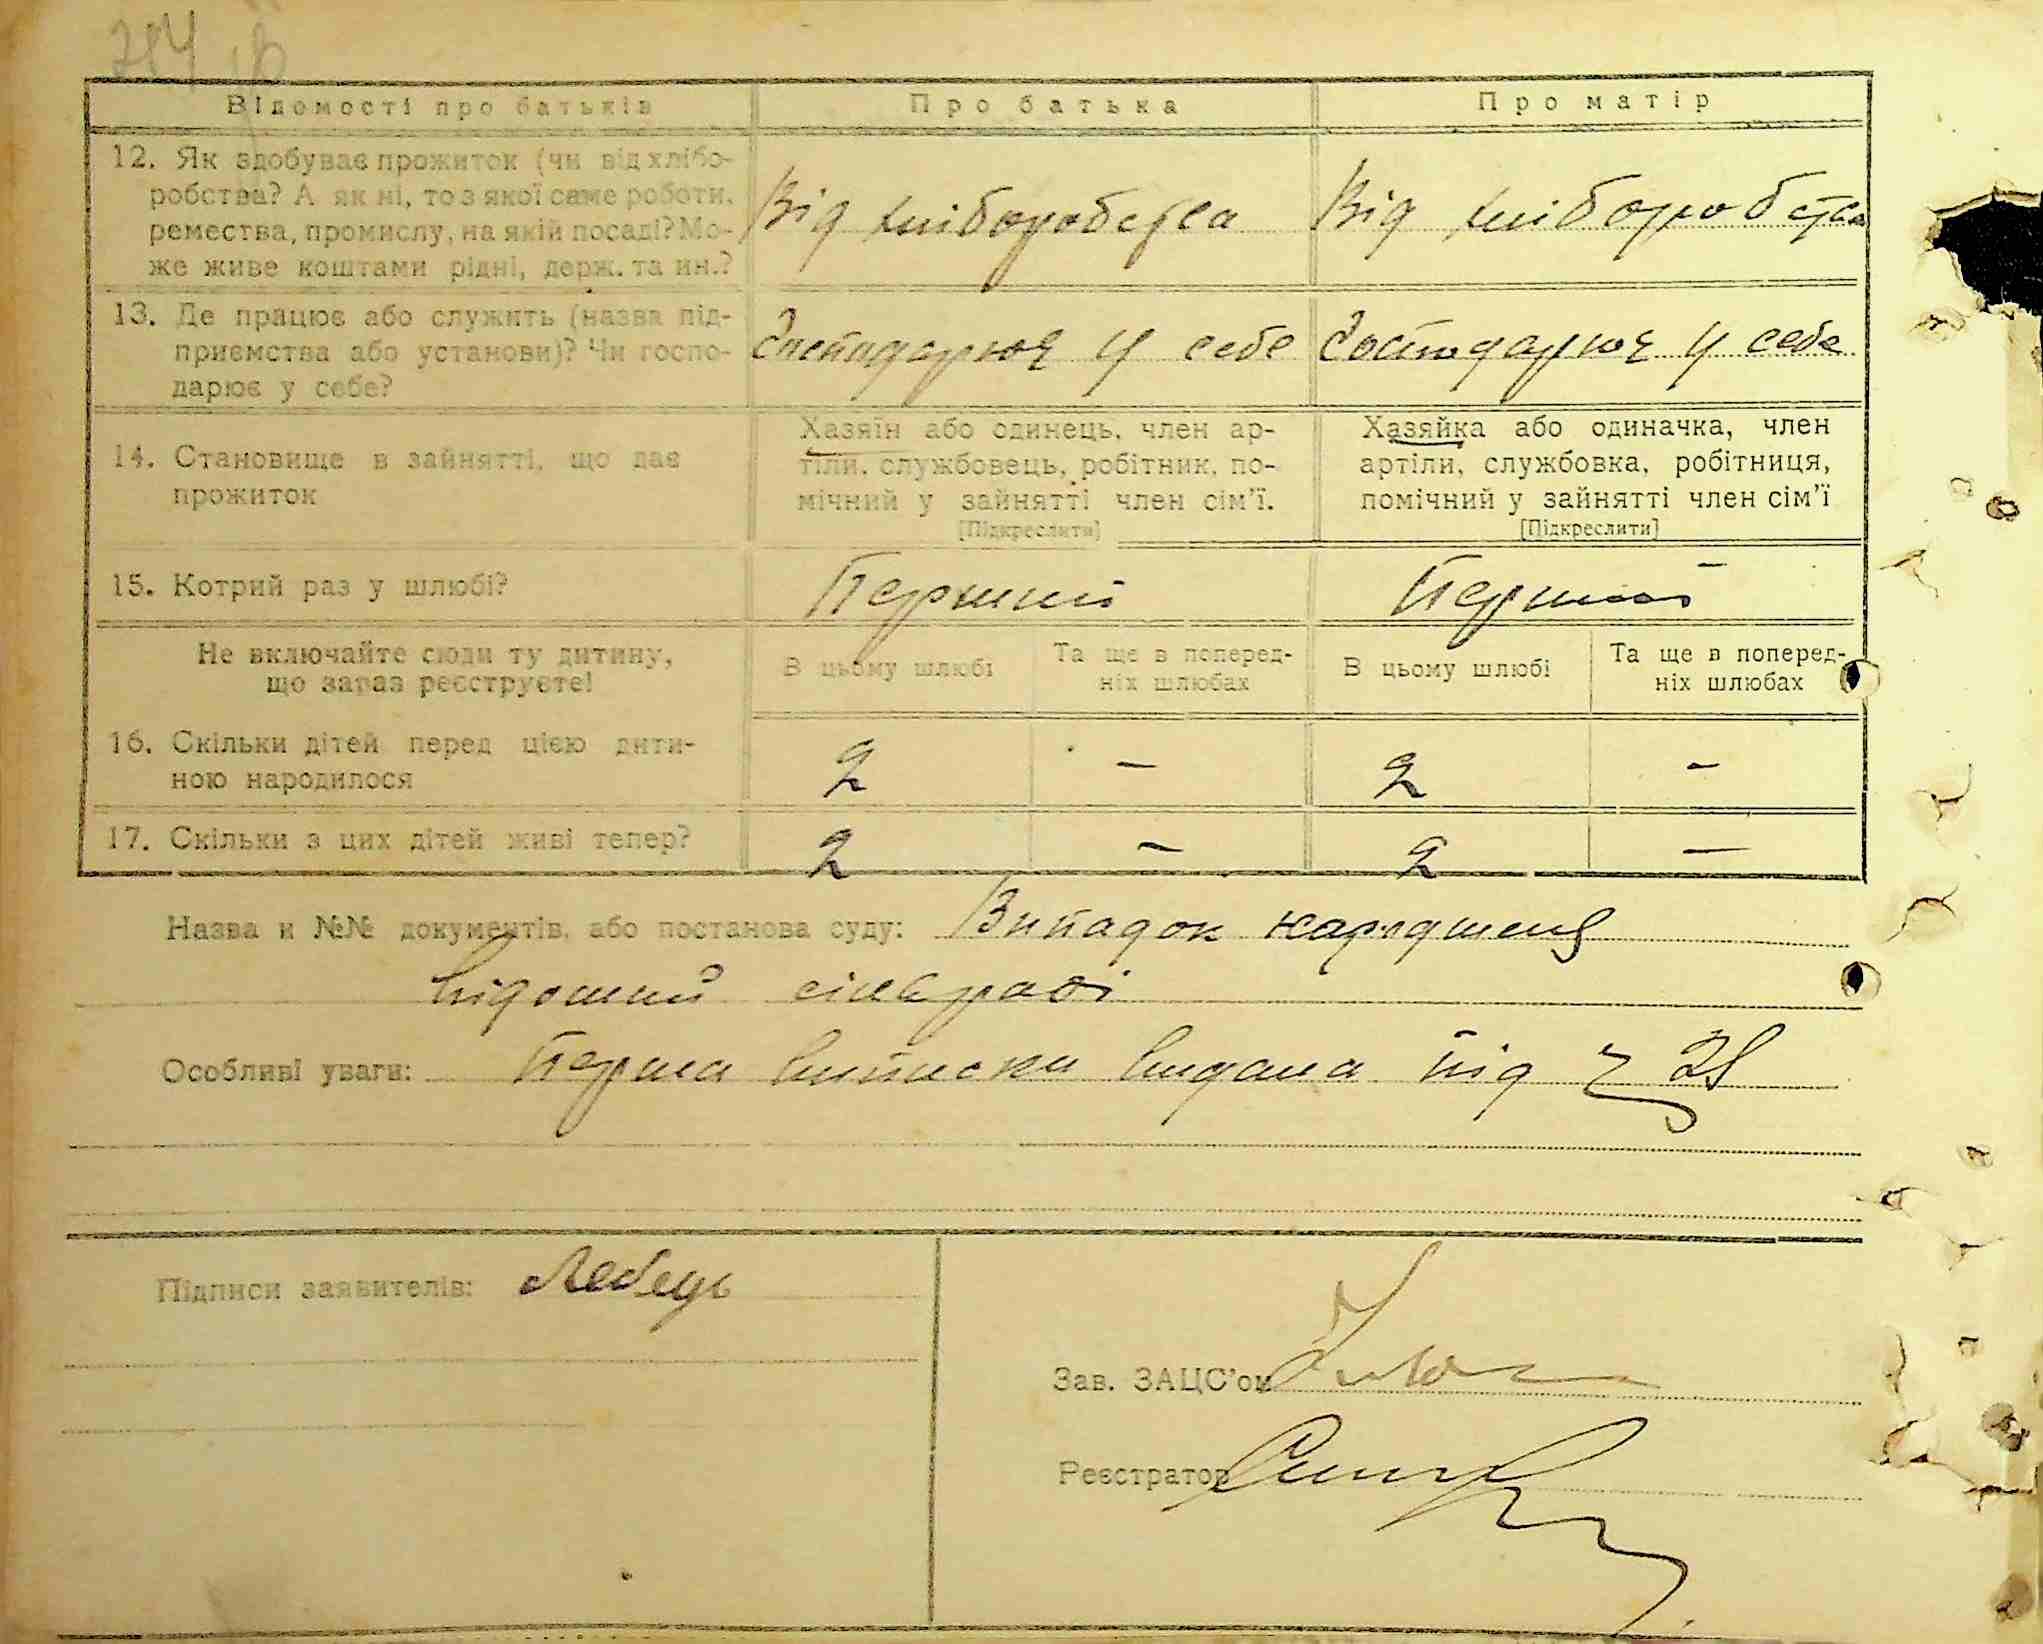 Відомості про батьків Про батька Про матір
12. Як здобуває прожиток (чи від хлібо-
робства? А як ні, то з якої саме роботи,
ремества, промислу, на якій посаді? Мо-
же живе коштами рідні, держ. та ин.?
Від хліборобства Від хліборобства
13. Де працює або служить (назва під-
приємства або установи)? Чи госпо-
дарює у себе?
Господарює у себе Господарює у себе
14. Становище в зайнятті, що дає
прожиток
Хазяїн або одинець, член ар-
тіли, службовець, робітник, по-
мічний у зайнятті член сім'ї.
[Підкреслити]
Хазяйка або одиначка, член
артіли, службовка, робітниця,
помічний у зайнятті член сім'ї
[Підкреслити]
15. Котрий раз у шлюбі? Перший Перший
Не включайте сюди ту дитину,
що зараз реєструєте!
В цьому шлюбі
Та ще в поперед-
ніх шлюбах
В цьому шлюбі
Та ще в поперед-
ніх шлюбах
16. Скільки дітей перед цією дити-
ною народилося
2 – 2 –
17. Скільки з цих дітей живі тепер? 2 – 2 –
Назва и №№ документів, або постанова суду: Випадок народженя
відомий сільраді
Особливі уваги: Перша виписка видана під ч 28
Підписи заявителів: Лебедь
Зав. ЗАЦС'ом
Реєстратор